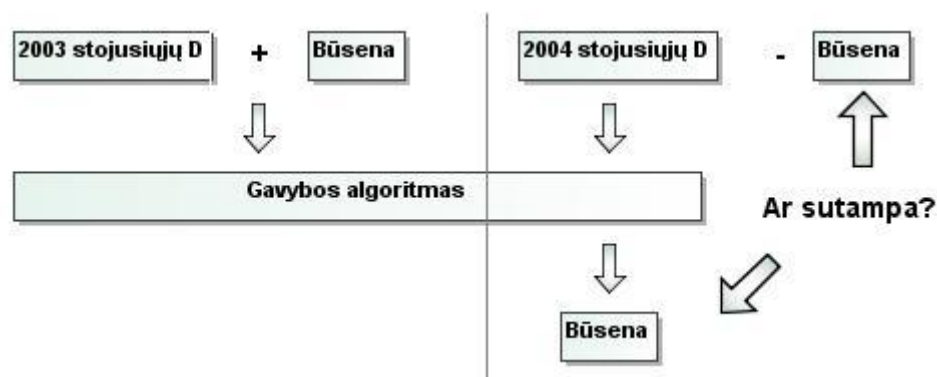 2003 stojusiųjų D + Būsena
2004 stojusiųjų D - Būsena
Gavybos algoritmas
Ar sutampa?
Būsena